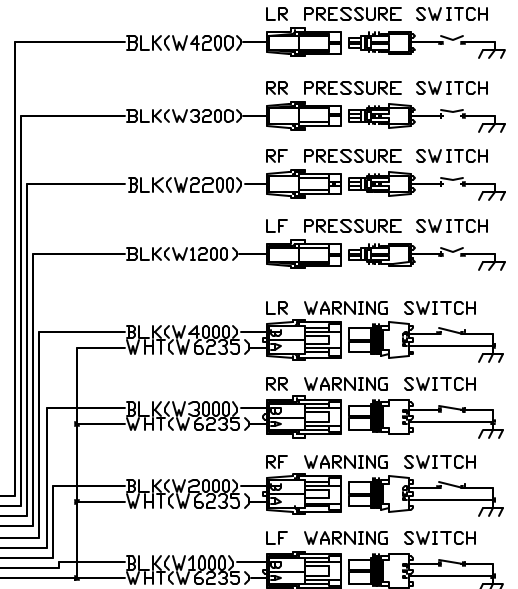 LR PRESSURE SWITCH
BLK(W4200)
RR PRESSURE SWITCH
BLK(W3200)
RF PRESSURE SWITCH
BLK(W2200)
LF PRESSURE SWITCH
BLK(W1200)
LR WARNING SWITCH
BLK(W4000)
B
WHT(W6235)
A
RR WARNING SWITCH
BLK(W3000)
B
WHT(W6235)
A
RF WARNING SWITCH
BLK(W2000)
B
WHT(W6235)
A
LF WARNING SWITCH
BLK(W1000)
B
WHT(W6235)
A